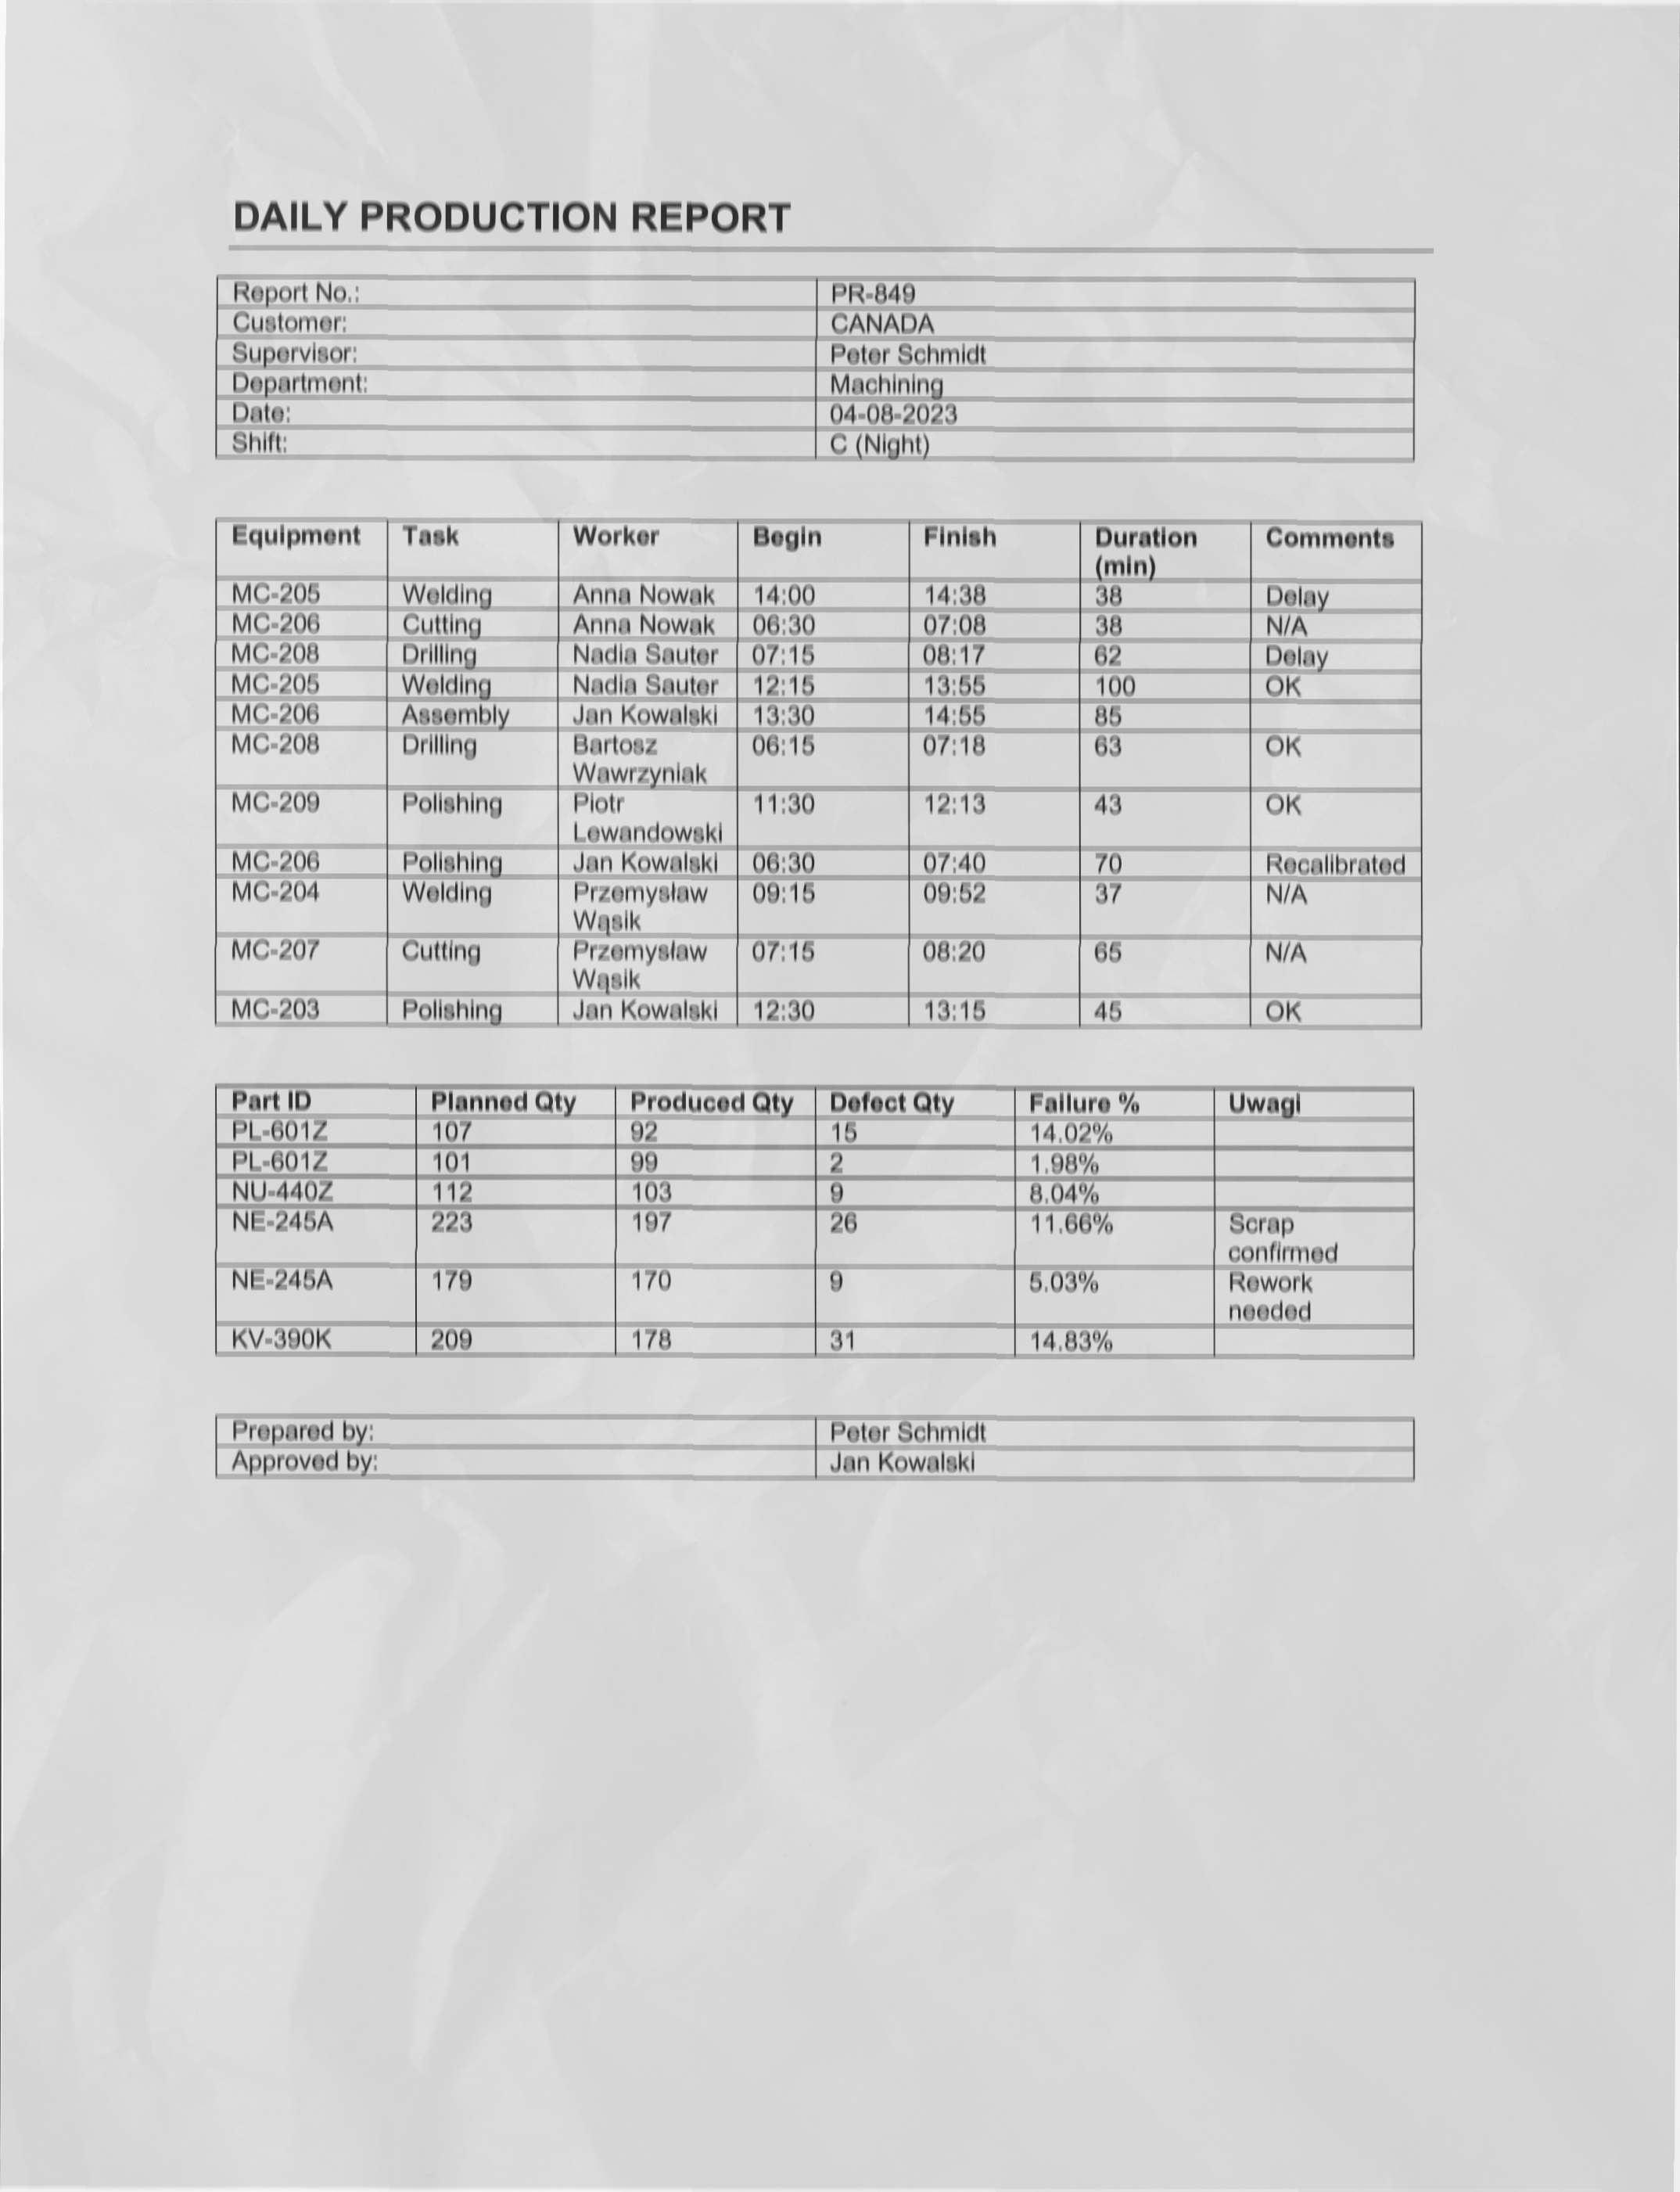 DAILY PRODUCTION REPORT
Report No.: PR-849
Customer: CANADA
Supervisor: Peter Schmidt
Department: Machining
Date: 04-08-2023
Shift: C (Night)
Equipment Task Worker Begin Finish Duration (min) Comments
MC-205 Welding Anna Nowak 14:00 14:38 38 Delay
MC-206 Cutting Anna Nowak 06:30 07:08 38 N/A
MC-208 Drilling Nadia Sauter 07:15 08:17 62 Delay
MC-205 Welding Nadia Sauter 12:15 13:55 100 OK
MC-206 Assembly Jan Kowalski 13:30 14:55 85
MC-208 Drilling Bartosz Wawrzyniak 06:15 07:18 63 OK
MC-209 Polishing Piotr Lewandowski 11:30 12:13 43 OK
MC-206 Polishing Jan Kowalski 06:30 07:40 70 Recalibrated
MC-204 Welding Przemysław Wąsik 09:15 09:52 37 N/A
MC-207 Cutting Przemysław Wąsik 07:15 08:20 65 N/A
MC-203 Polishing Jan Kowalski 12:30 13:15 45 OK
Part ID Planned Qty Produced Qty Defect Qty Failure % Uwagi
PL-601Z 107 92 15 14.02%
PL-601Z 101 99 2 1.98%
NU-440Z 112 103 9 8.04%
NE-245A 223 197 26 11.66% Scrap confirmed
NE-245A 179 170 9 5.03% Rework needed
KV-390K 209 178 31 14.83%
Prepared by: Peter Schmidt
Approved by: Jan Kowalski